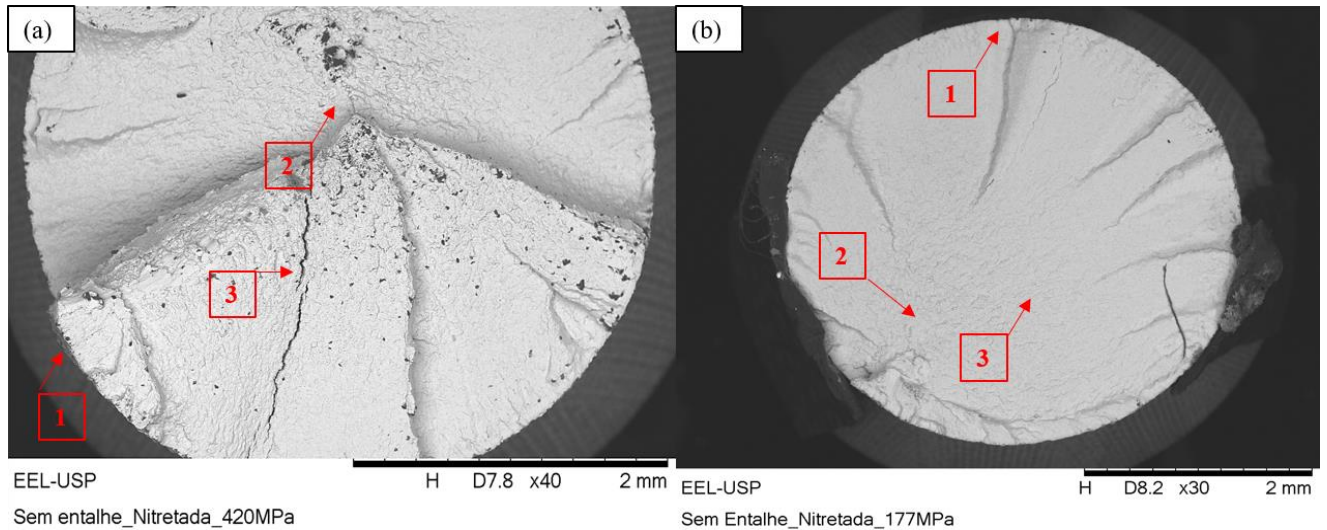 (a)
2
3
1
EEL-USP
H D7.8 x40 2 mm
Sem entalhe_Nitretada_420MPa
(b)
1
2
3
EEL-USP
H D8.2 x30 2 mm
Sem Entalhe_Nitretada_177MPa